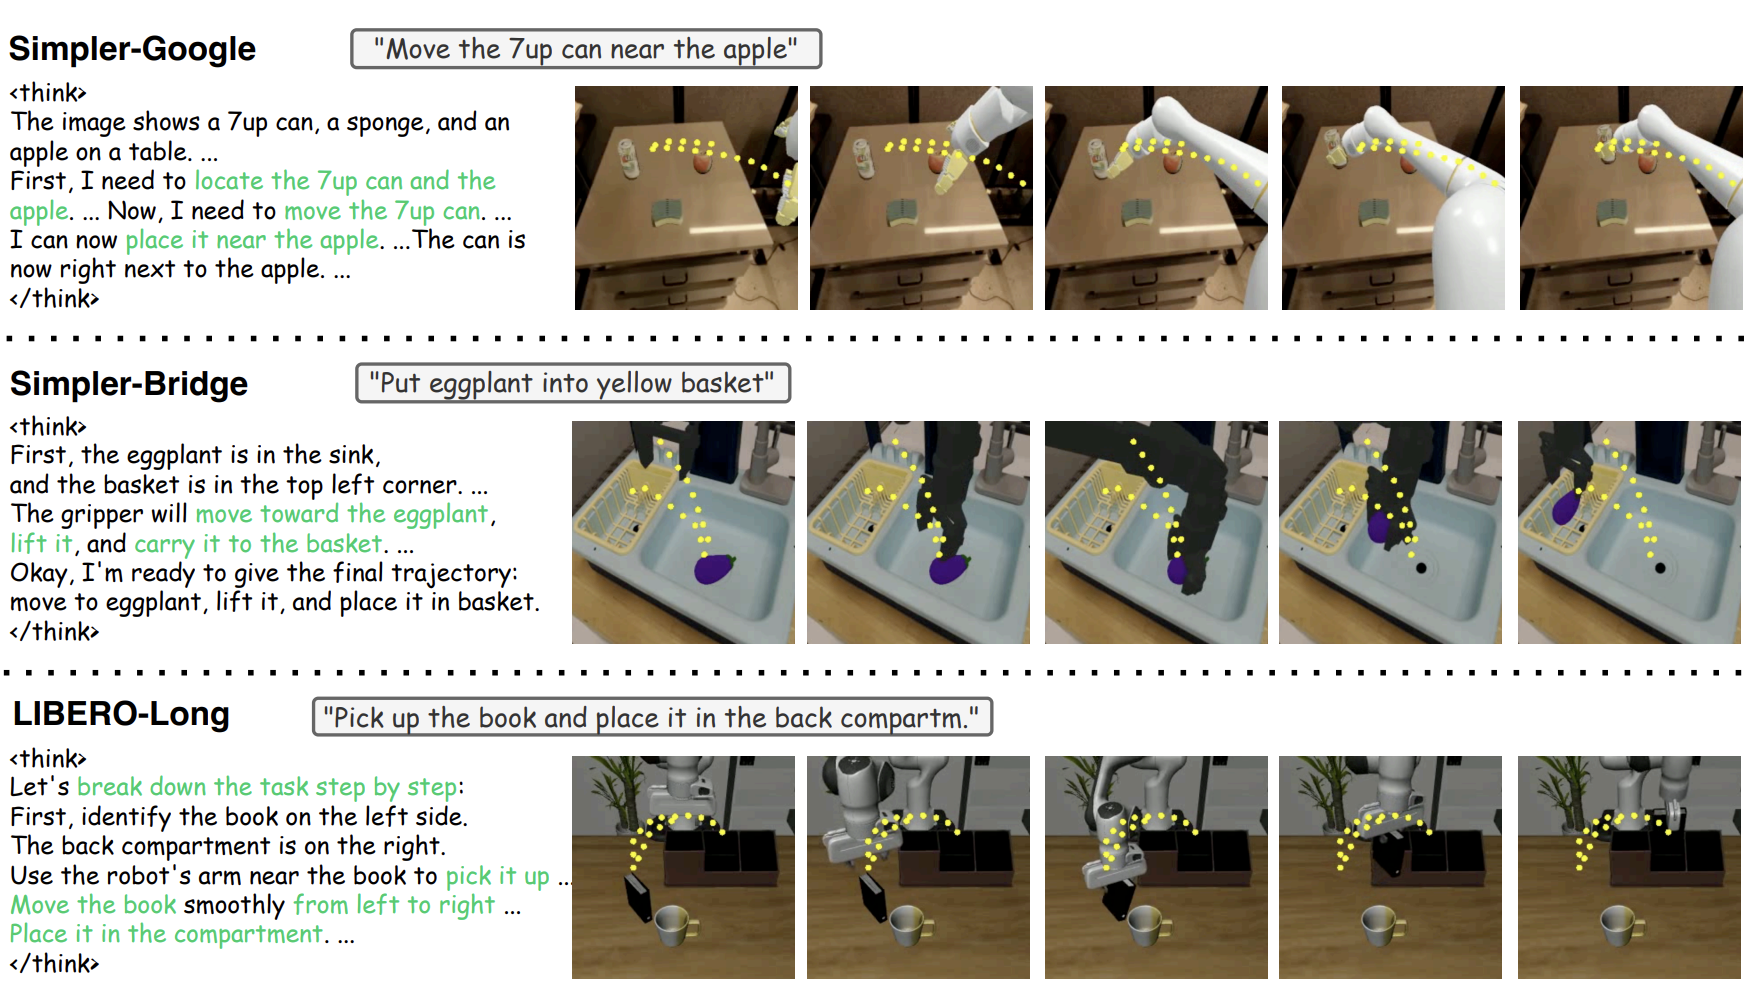 Simpler-Google
"Move the 7up can near the apple"
<think>
The image shows a 7up can, a sponge, and an
apple on a table. ...
First, I need to locate the 7up can and the
apple. ... Now, I need to move the 7up can. ...
I can now place it near the apple. ...The can is
now right next to the apple. ...
</think>
Simpler-Bridge
"Put eggplant into yellow basket"
<think>
First, the eggplant is in the sink,
and the basket is in the top left corner. ...
The gripper will move toward the eggplant,
lift it, and carry it to the basket. ...
Okay, I'm ready to give the final trajectory:
move to eggplant, lift it, and place it in basket.
</think>
LIBERO-Long
"Pick up the book and place it in the back compartm."
<think>
Let's break down the task step by step:
First, identify the book on the left side.
The back compartment is on the right.
Use the robot's arm near the book to pick it up ...
Move the book smoothly from left to right ...
Place it in the compartment. ...
</think>